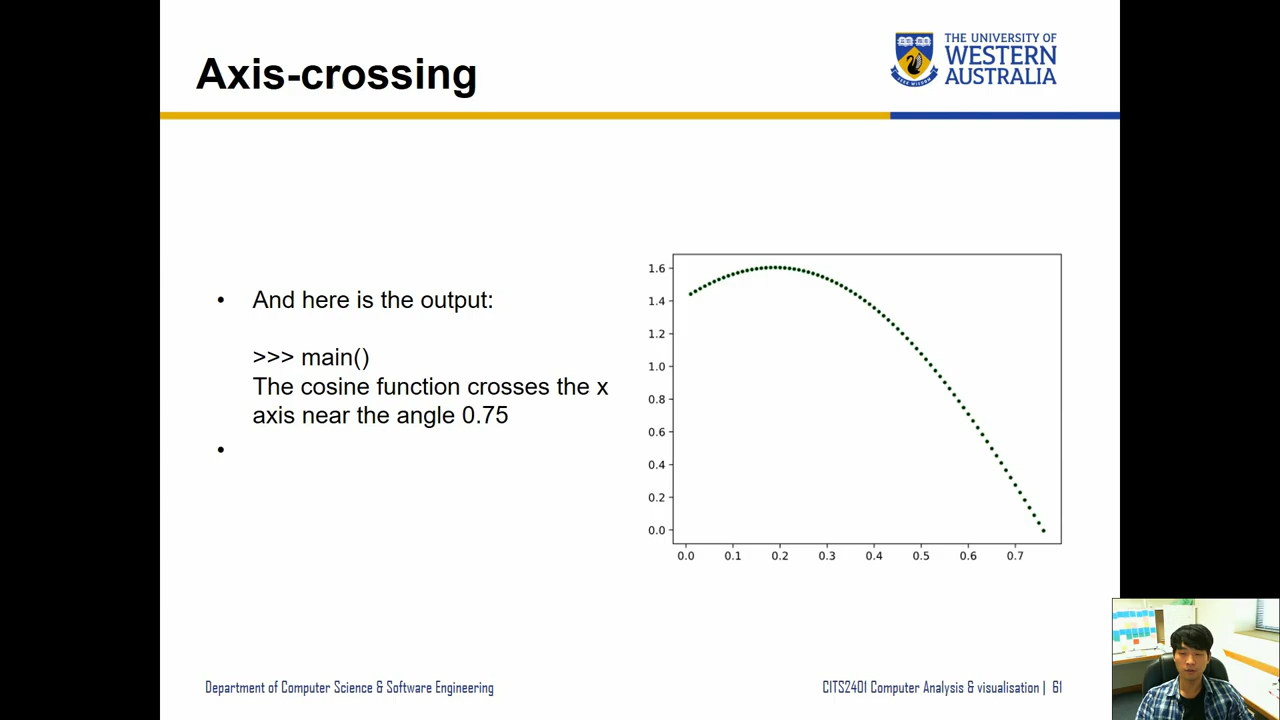 Axis-crossing
THE UNIVERSITY OF
WESTERN
AUSTRALIA
• And here is the output:
>>> main()
The cosine function crosses the x
axis near the angle 0.75
•
1.6
1.4
1.2
1.0
0.8
0.6
0.4
0.2
0.0
0.0 0.1 0.2 0.3 0.4 0.5 0.6 0.7
Department of Computer Science & Software Engineering
CITS2401 Computer Analysis & visualisation | 61